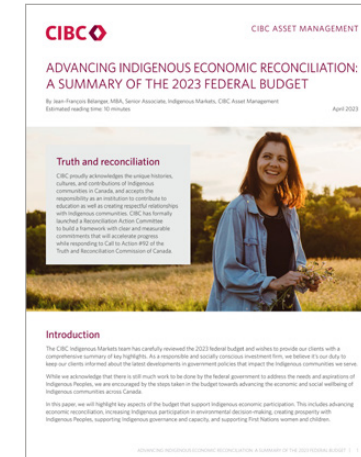 CIBC
CIBC ASSET MANAGEMENT
ADVANCING INDIGENOUS ECONOMIC RECONCILIATION:
A SUMMARY OF THE 2023 FEDERAL BUDGET
By Jean-François Bélanger, MBA, Senior Associate, Indigenous Markets, CIBC Asset Management
Estimated reading time: 10 minutes
April 2023
Truth and reconciliation
CIBC proudly acknowledges the unique histories,
cultures, and contributions of Indigenous
communities in Canada, and accepts the
responsibility as an institution to contribute to
education as well as creating respectful relationships
with Indigenous communities. CIBC has formally
launched a Reconciliation Action Committee
to build a framework with clear and measurable
commitments that will accelerate progress
while responding to Call to Action #92 of the
Truth and Reconciliation Commission of Canada.
Introduction
The CIBC Indigenous Markets team has carefully reviewed the 2023 federal budget and wishes to provide our clients with a
comprehensive summary of key highlights. As a responsible and socially conscious investment firm, we believe it's our duty to
keep our clients informed about the latest developments in government policies that impact the Indigenous communities we serve.
While we acknowledge that there is still much work to be done by the federal government to address the needs and aspirations of
Indigenous Peoples, we are encouraged by the steps taken in the budget towards advancing the economic and social wellbeing of
Indigenous communities across Canada.
In this paper, we will highlight key aspects of the budget that support Indigenous economic participation. This includes advancing
economic reconciliation, increasing Indigenous participation in environmental decision-making, creating prosperity with
Indigenous Peoples, supporting Indigenous governance and capacity, and supporting First Nations women and children.
ADVANCING INDIGENOUS ECONOMIC RECONCILIATION: A SUMMARY OF THE 2023 FEDERAL BUDGET | 1